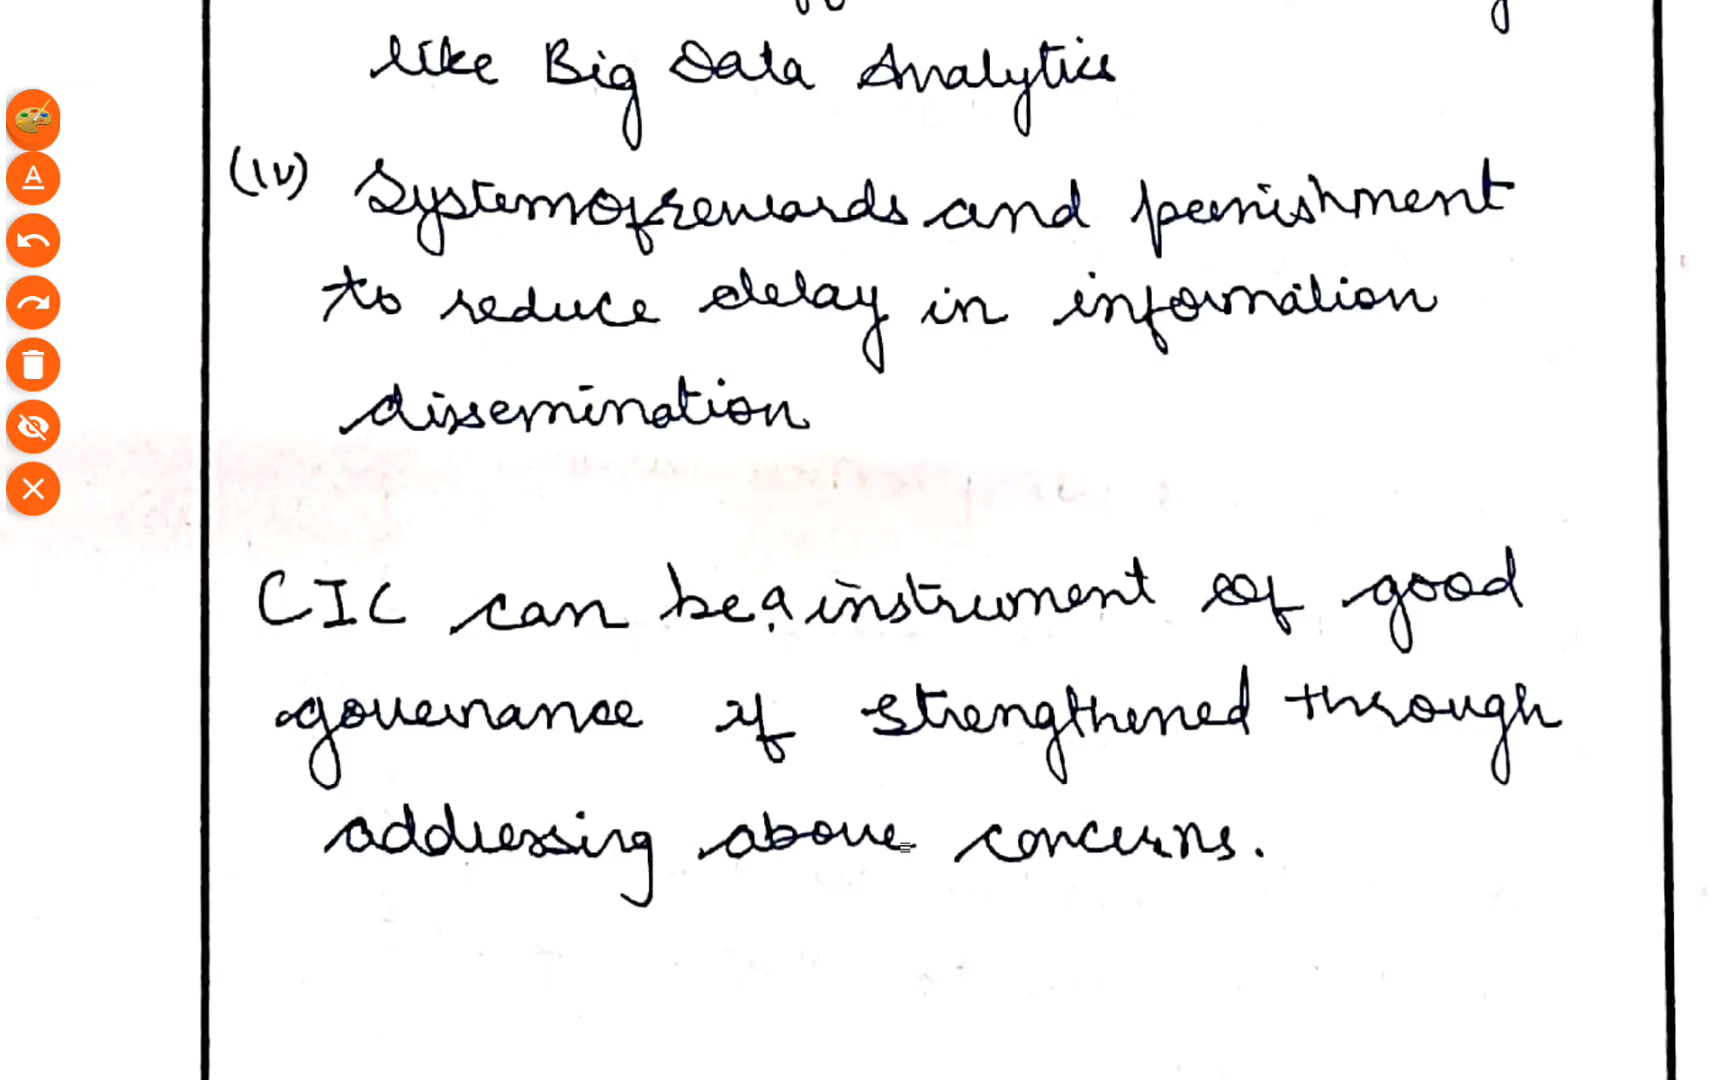 like Big Data Analytics
(iv) System of rewards and punishment
to reduce delay in information
dissemination
CIC can be a instrument of good
governance if strengthened through
addressing above concerns.